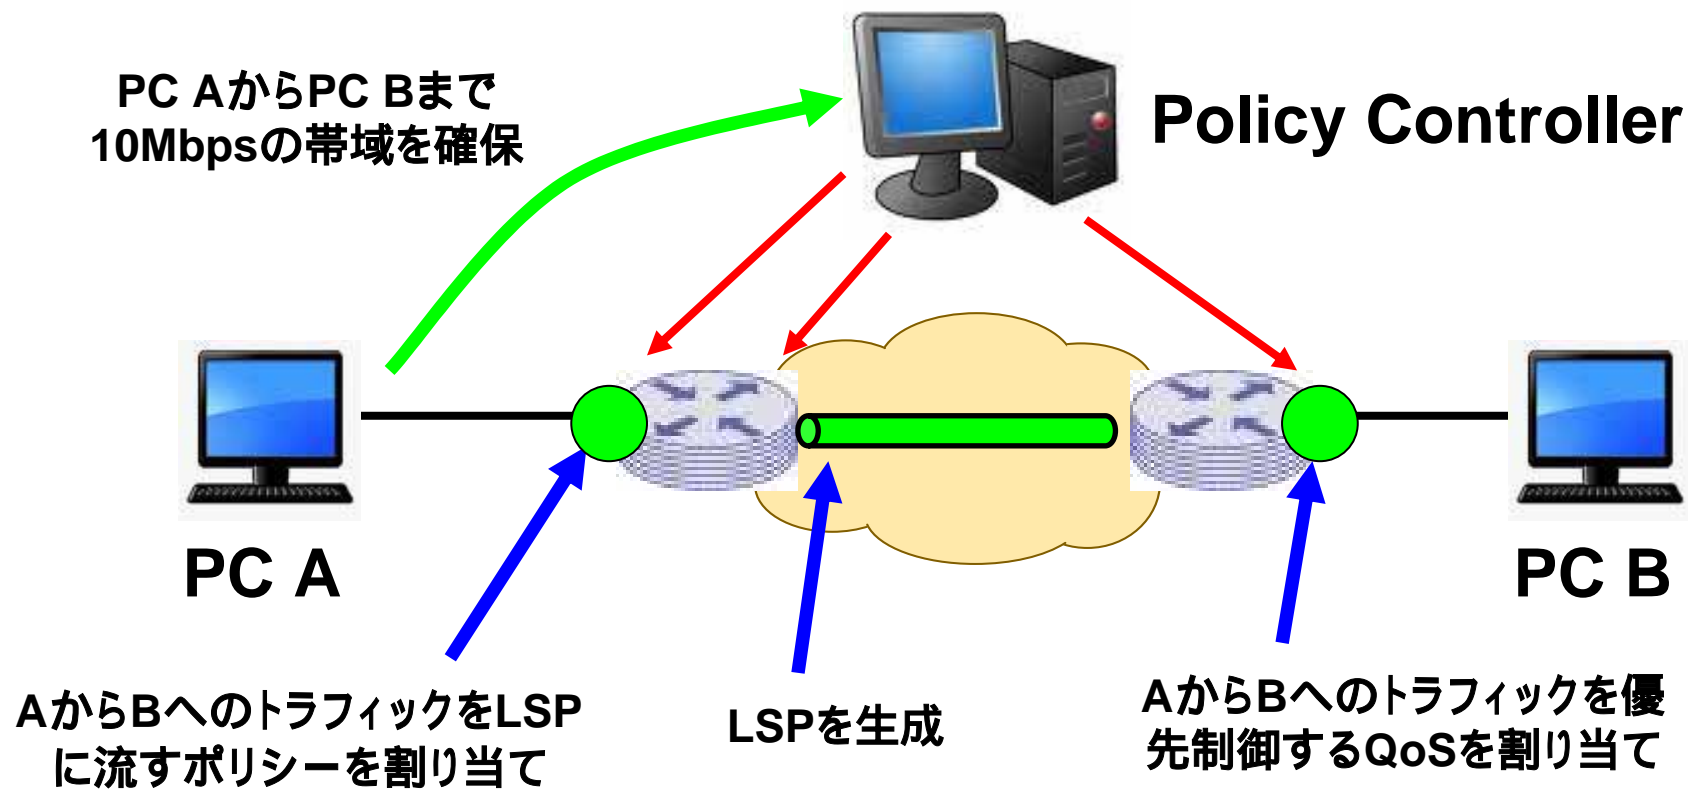 PC AからPC Bまで
10Mbpsの帯域を確保
Policy Controller
PC A
PC B
AからBへのトラフィックをLSP
に流すポリシーを割り当て
LSPを生成
AからBへのトラフィックを優
先制御するQoSを割り当て